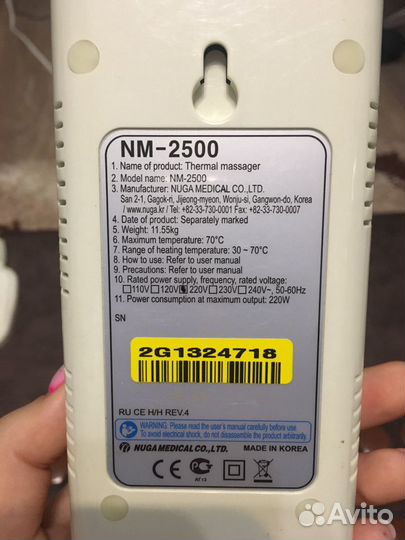 NM-2500
1. Name of product: Thermal massager
2. Model name: NM-2500
3. Manufacturer: NUGA MEDICAL CO.,LTD.
San 2-1, Gagok-ri, Jijeong-myeon, Wonju-si, Gangwon-do, Korea
/ www.nuga.kr / Tel: +82-33-730-0001 Fax: +82-33-730-0007
4. Date of product: Separately marked
5. Weight: 11.55kg
6. Maximum temperature: 70°C
7. Range of heating temperature: 30 ~ 70°C
8. How to use: Refer to user manual
9. Precautions: Refer to user manual
10. Rated power supply, frequency, rated voltage:
110V 120V 220V 230V 240V~, 50-60Hz
11. Power consumption at maximum output: 220W
SN
2G1324718
RU CE H/H REV.4
WARNING: Please read the user's manual carefully before use.
To avoid electrical shock, do not disassemble the product arbitrarily.
NUGA MEDICAL CO., LTD. MADE IN KOREA
CE
Avito